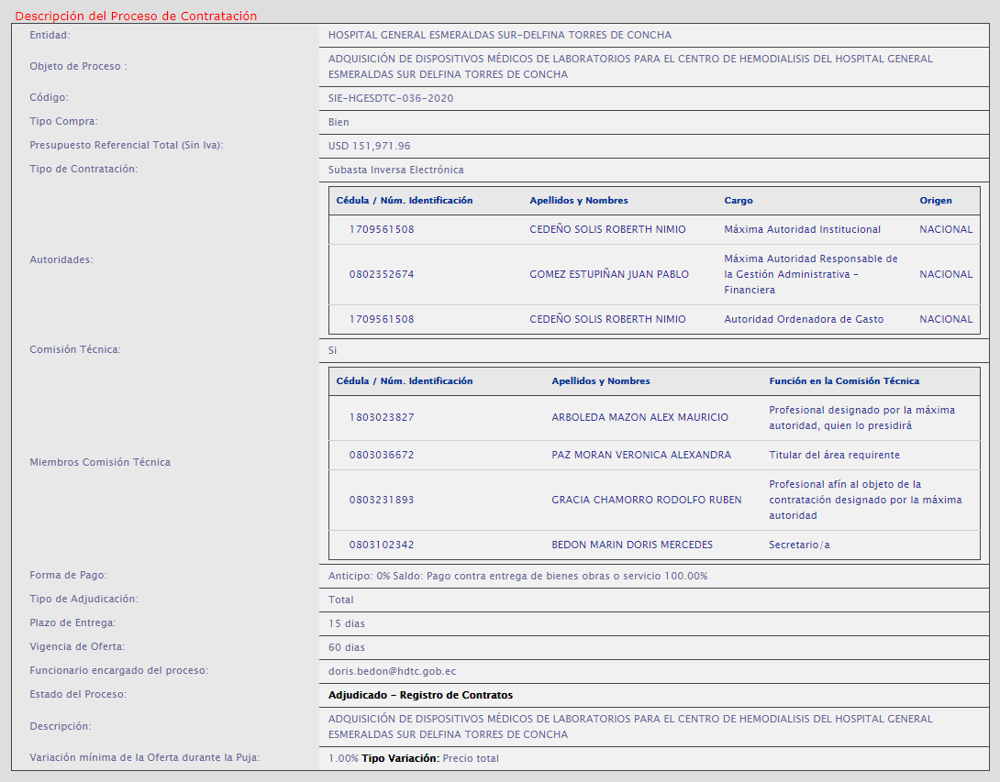 Descripción del Proceso de Contratación
Entidad: HOSPITAL GENERAL ESMERALDAS SUR-DELFINA TORRES DE CONCHA
Objeto de Proceso : ADQUISICIÓN DE DISPOSITIVOS MÉDICOS DE LABORATORIOS PARA EL CENTRO DE HEMODIALISIS DEL HOSPITAL GENERAL
ESMERALDAS SUR DELFINA TORRES DE CONCHA
Código: SIE-HGESDTC-036-2020
Tipo Compra: Bien
Presupuesto Referencial Total (Sin Iva): USD 151,971.96
Tipo de Contratación: Subasta Inversa Electrónica
Autoridades:
Cédula / Núm. Identificación Apellidos y Nombres Cargo Origen
1709561508 CEDEÑO SOLIS ROBERTH NIMIO Máxima Autoridad Institucional NACIONAL
0802352674 GOMEZ ESTUPIÑAN JUAN PABLO Máxima Autoridad Responsable de
la Gestión Administrativa -
Financiera NACIONAL
1709561508 CEDEÑO SOLIS ROBERTH NIMIO Autoridad Ordenadora de Gasto NACIONAL
Comisión Técnica: Si
Miembros Comisión Técnica
Cédula / Núm. Identificación Apellidos y Nombres Función en la Comisión Técnica
1803023827 ARBOLEDA MAZON ALEX MAURICIO Profesional designado por la máxima
autoridad, quien lo presidirá
0803036672 PAZ MORAN VERONICA ALEXANDRA Titular del área requirente
0803231893 GRACIA CHAMORRO RODOLFO RUBEN Profesional afín al objeto de la
contratación designado por la máxima
autoridad
0803102342 BEDON MARIN DORIS MERCEDES Secretario/a
Forma de Pago: Anticipo: 0% Saldo: Pago contra entrega de bienes obras o servicio 100.00%
Tipo de Adjudicación: Total
Plazo de Entrega: 15 dias
Vigencia de Oferta: 60 dias
Funcionario encargado del proceso: doris.bedon@hdtc.gob.ec
Estado del Proceso: Adjudicado - Registro de Contratos
Descripción: ADQUISICIÓN DE DISPOSITIVOS MÉDICOS DE LABORATORIOS PARA EL CENTRO DE HEMODIALISIS DEL HOSPITAL GENERAL
ESMERALDAS SUR DELFINA TORRES DE CONCHA
Variación mínima de la Oferta durante la Puja: 1.00% Tipo Variación: Precio total